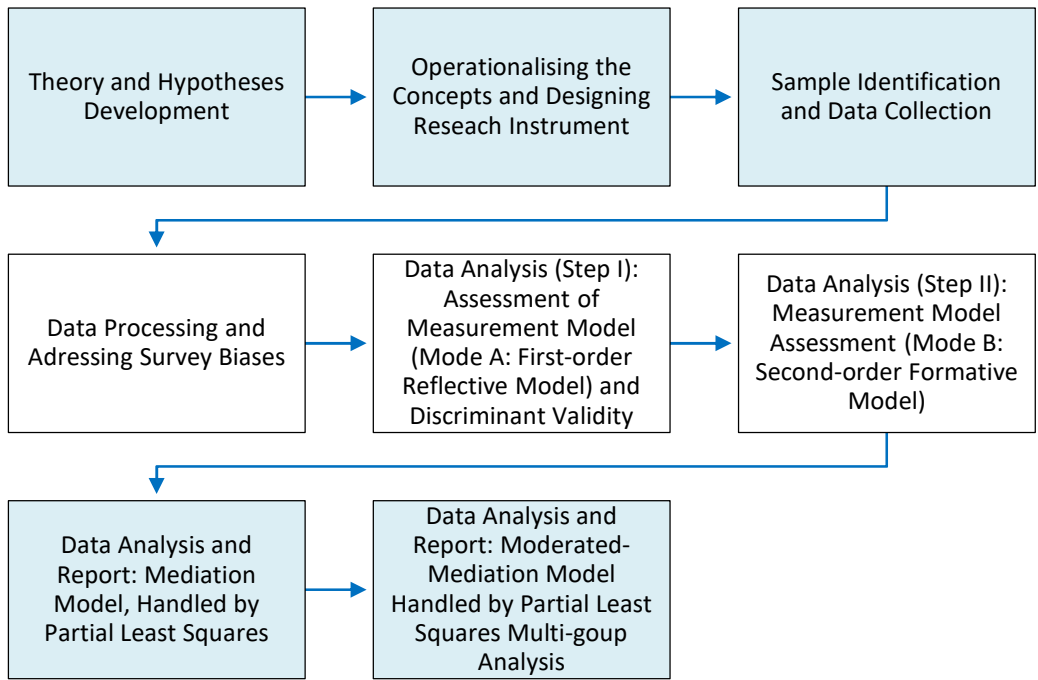 Theory and Hypotheses
Development
Operationalising the
Concepts and Designing
Reseach Instrument
Sample Identification
and Data Collection
Data Processing and
Adressing Survey Biases
Data Analysis (Step I):
Assessment of
Measurement Model
(Mode A: First-order
Reflective Model) and
Discriminant Validity
Data Analysis (Step II):
Measurement Model
Assessment (Mode B:
Second-order Formative
Model)
Data Analysis and
Report: Mediation
Model, Handled by
Partial Least Squares
Data Analysis and
Report: Moderated-
Mediation Model
Handled by Partial Least
Squares Multi-goup
Analysis